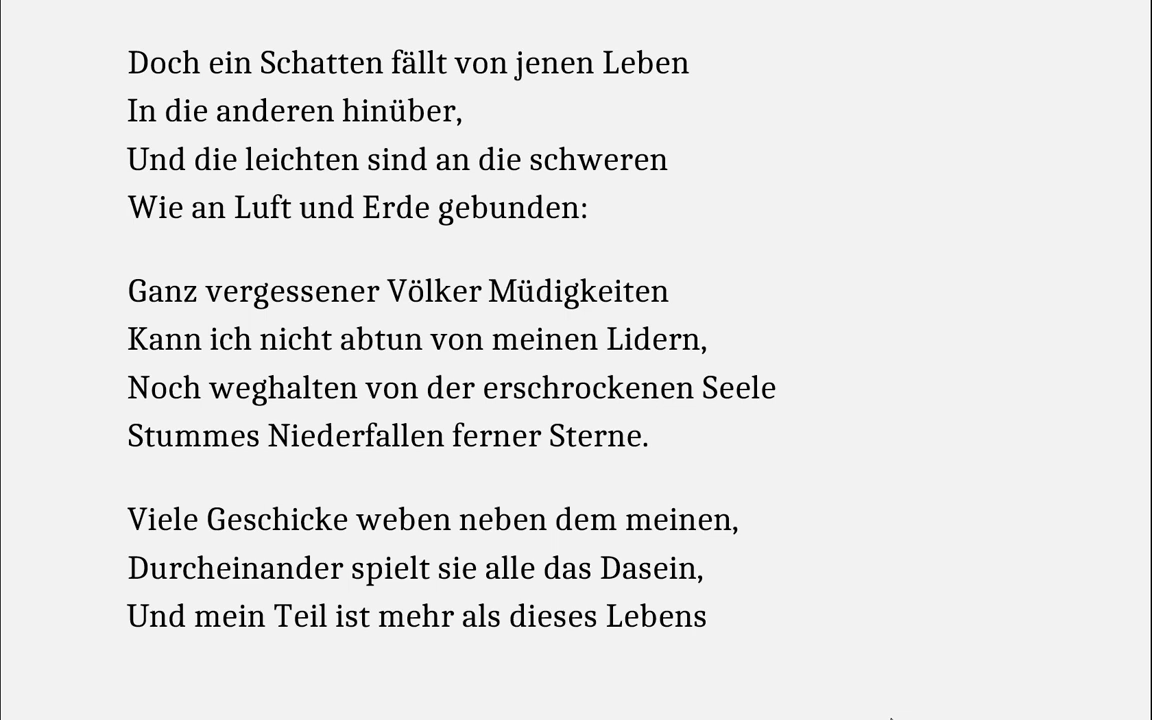 Doch ein Schatten fällt von jenen Leben
In die anderen hinüber,
Und die leichten sind an die schweren
Wie an Luft und Erde gebunden:
Ganz vergessener Völker Müdigkeiten
Kann ich nicht abtun von meinen Lidern,
Noch weghalten von der erschrockenen Seele
Stummes Niederfallen ferner Sterne.
Viele Geschicke weben neben dem meinen,
Durcheinander spielt sie alle das Dasein,
Und mein Teil ist mehr als dieses Lebens